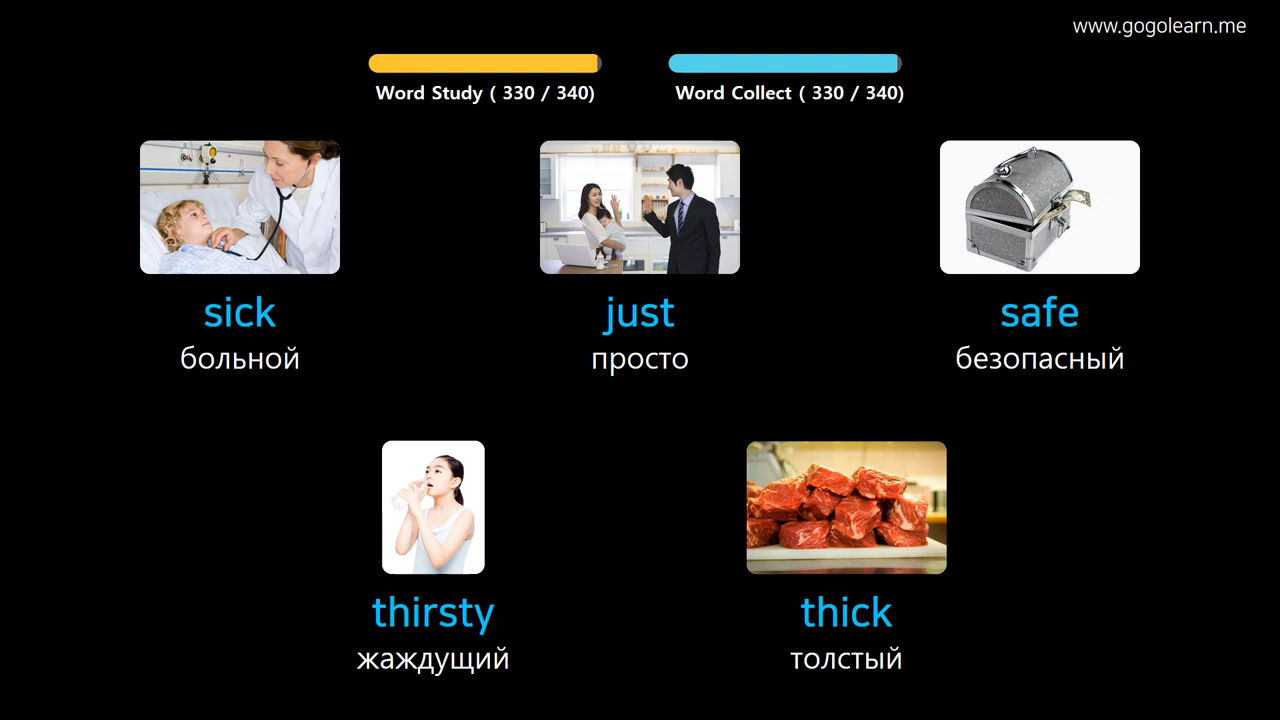 www.gogolearn.me
Word Study ( 330 / 340)
Word Collect ( 330 / 340)
sick
больной
just
просто
safe
безопасный
thirsty
жаждущий
thick
толстый